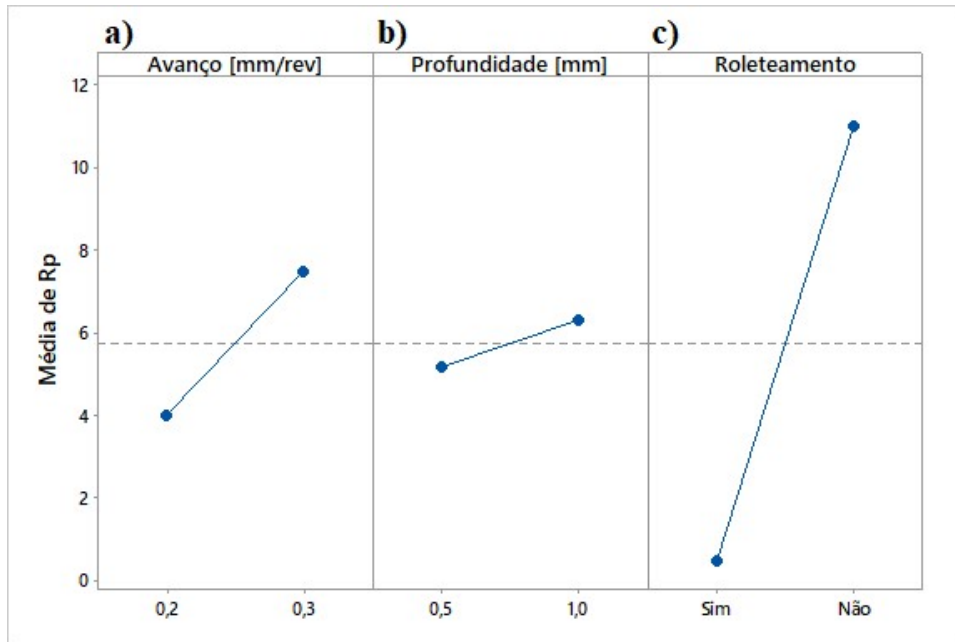 a) b) c)
Avanço [mm/rev] Profundidade [mm] Roleteamento
12
10
8
6
4
2
0
Média de Rp
0,2 0,3 0,5 1,0 Sim Não